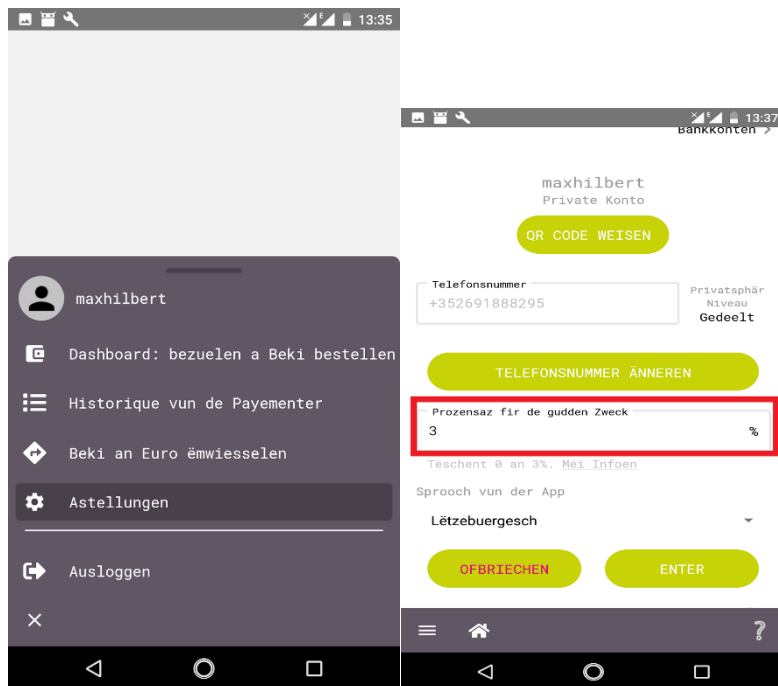 13:35
maxhilbert
Dashboard: bezuelen a Beki bestellen
Historique vun de Payementer
Beki an Euro ëmwiesselen
Astellungen
Ausloggen
13:37
Bankkonten >
maxhilbert
Private Konto
QR CODE WEISEN
Telefonsnummer
+352691888295
Privatsphär
Niveau
Gedeelt
TELEFONSNUMMER ÄNNEREN
Prozensaz fir de gudden Zweck
3 %
Tëschent 0 an 3%. Méi Infoen
Sprooch vun der App
Lëtzebuergesch
OFBRIECHEN ENTER